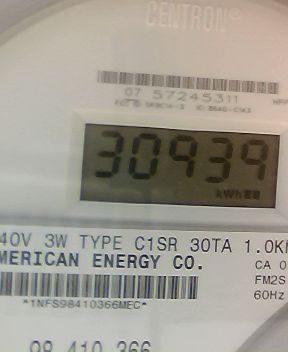 CENTRON®
07 57245311
30939
kWh
40V 3W TYPE C1SR 30TA 1.0K
MERICAN ENERGY CO.
CA 0
FM2S
60Hz
*1NFS98410366MEC*
98 410 366